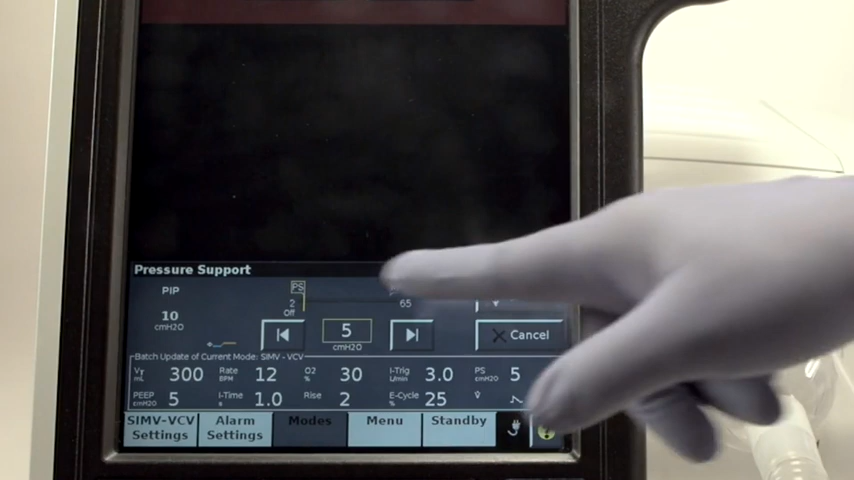 Pressure Support
PIP
PS
2
65
Off
10
cmH2O
5
cmH2O
Cancel
Batch Update of Current Mode: SIMV - VCV
VT mL 300 Rate BPM 12 O2 % 30 I-Trig L/min 3.0 PS cmH2O 5
PEEP cmH2O 5 I-Time s 1.0 Rise 2 E-Cycle % 25 V̇
SIMV-VCV Settings
Alarm Settings
Modes
Menu
Standby